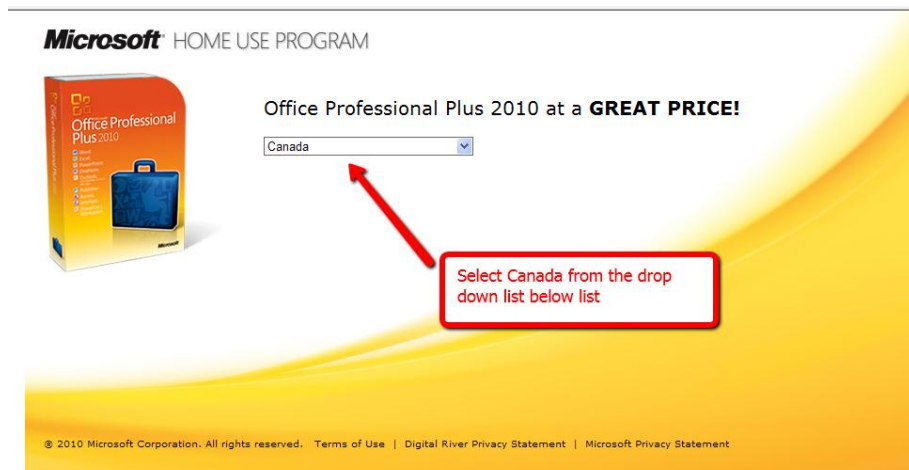 Microsoft HOME USE PROGRAM
Office Professional Plus 2010 at a GREAT PRICE!
Canada
Office Professional
Plus 2010
Microsoft
Select Canada from the drop
down list below list
© 2010 Microsoft Corporation. All rights reserved. Terms of Use | Digital River Privacy Statement | Microsoft Privacy Statement